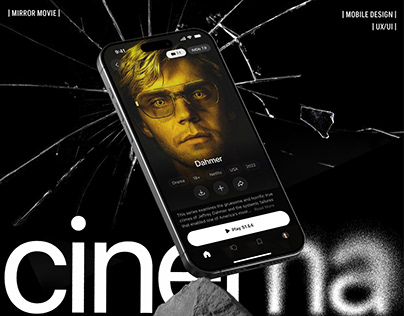 | MIRROR MOVIE |
| MOBILE DESIGN |
| UX/UI |
9:41
Dahmer
Drama 18+ Netflix USA 2022
This series examines the gruesome and horrific true
crimes of Jeffrey Dahmer and the systemic failures
that enabled one of America's most...
Read More
Play S1:E4
cinema